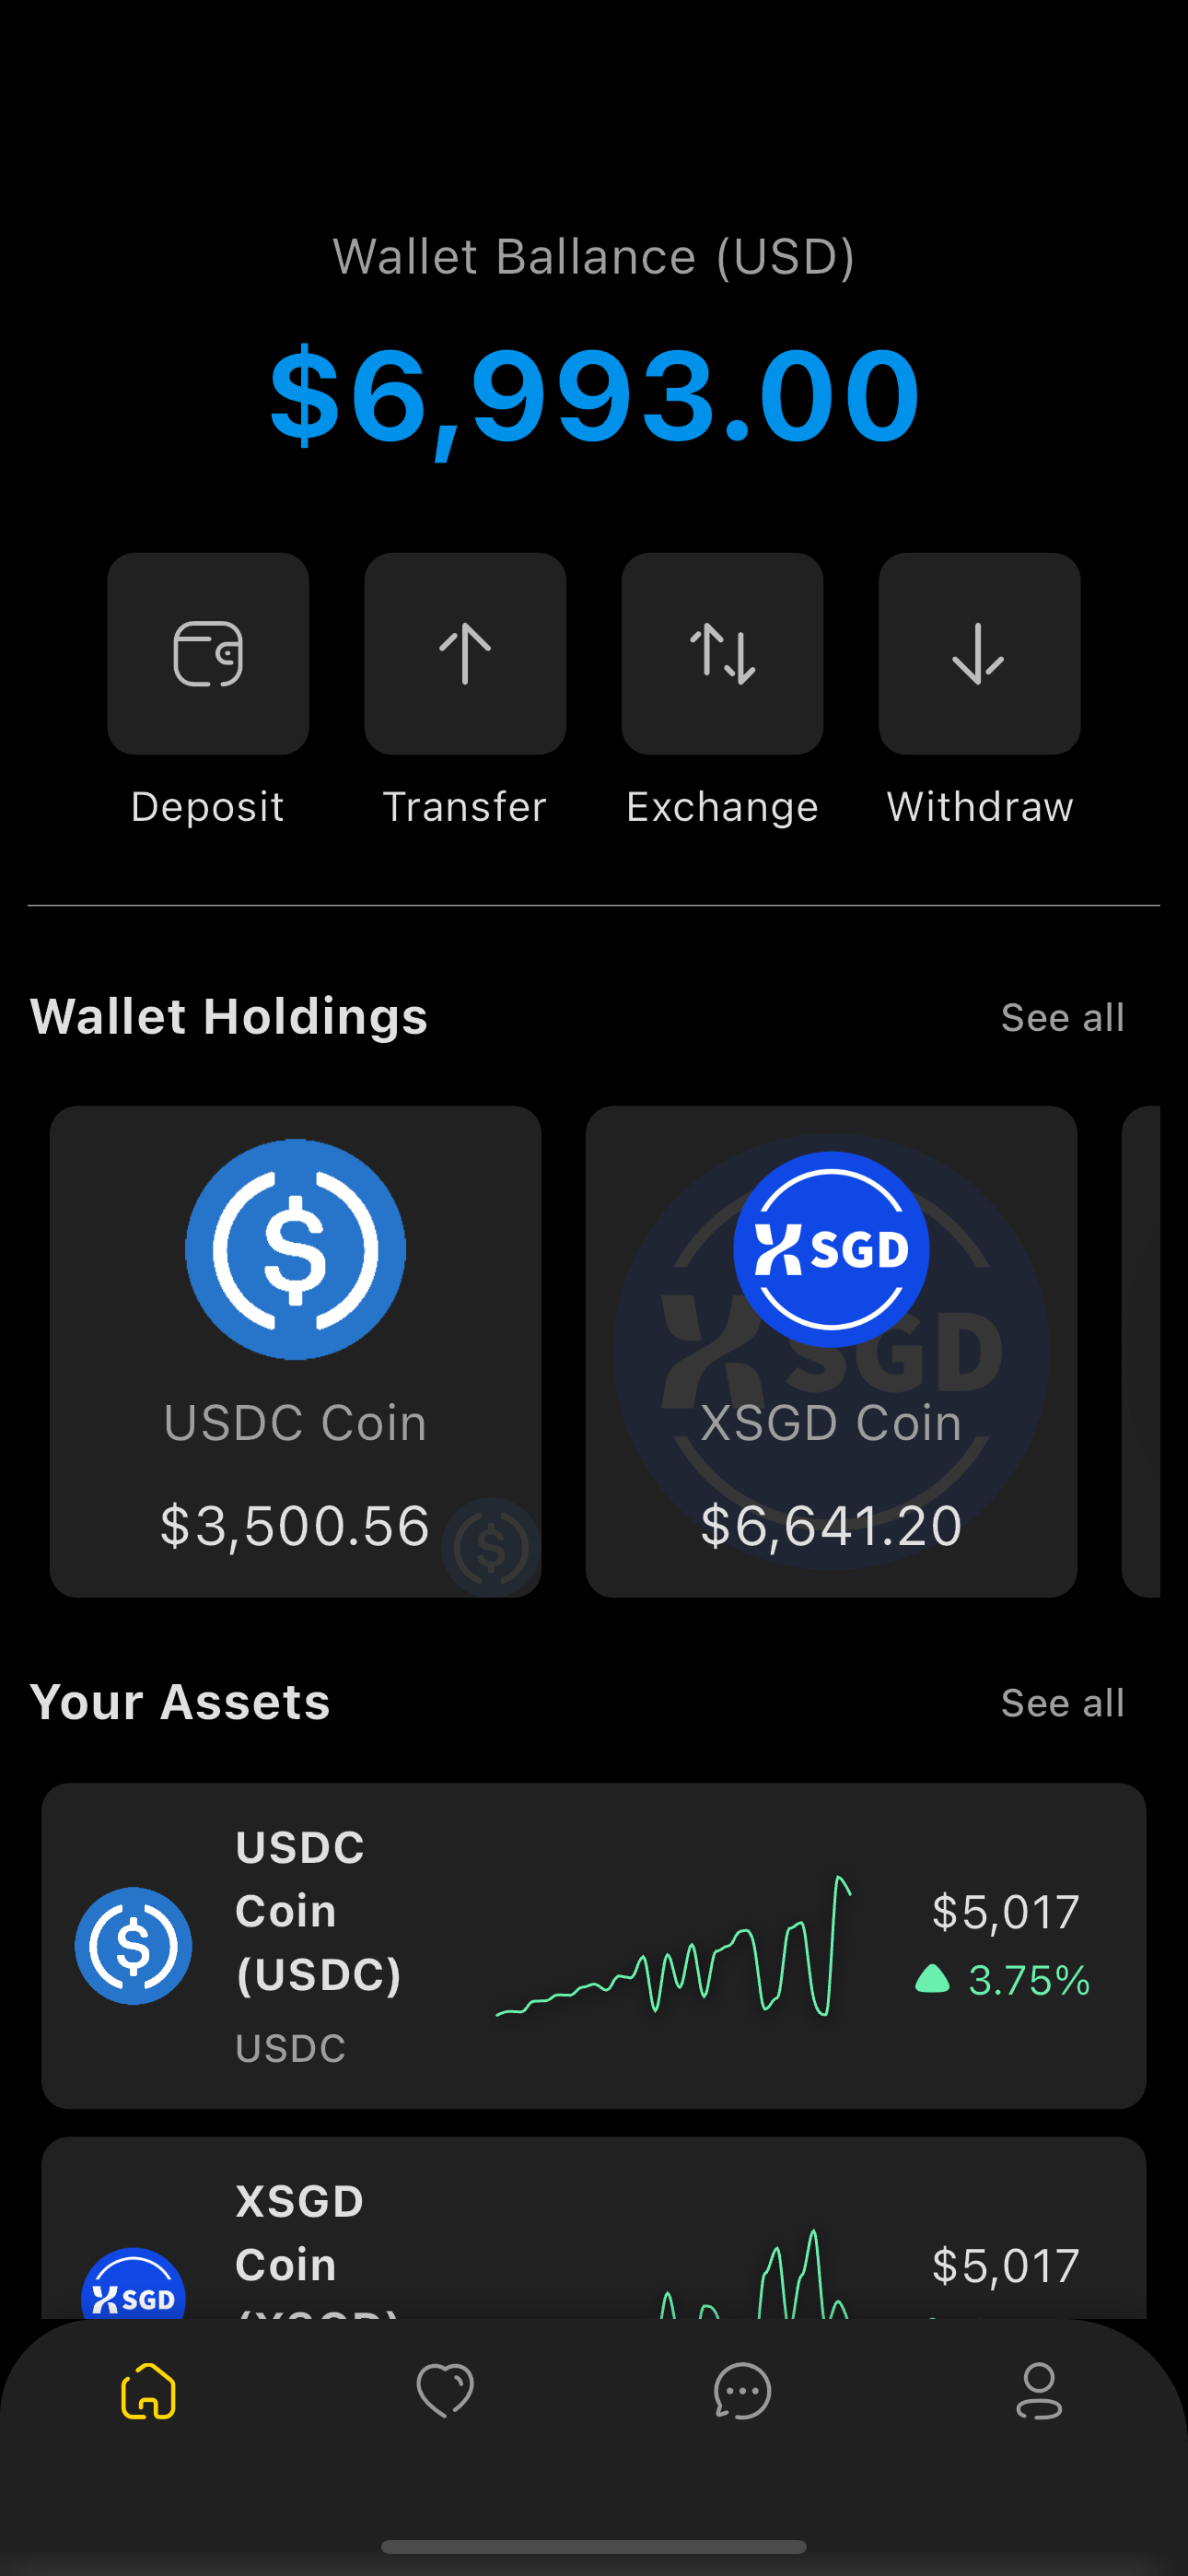 Wallet Ballance (USD)
$6,993.00
Deposit
Transfer
Exchange
Withdraw
Wallet Holdings
See all
XSGD
XSGD
USDC Coin
XSGD Coin
$3,500.56
$6,641.20
Your Assets
See all
USDC
Coin
(USDC)
USDC
$5,017
3.75%
XSGD
Coin
(XSGD)
XSGD
$5,017